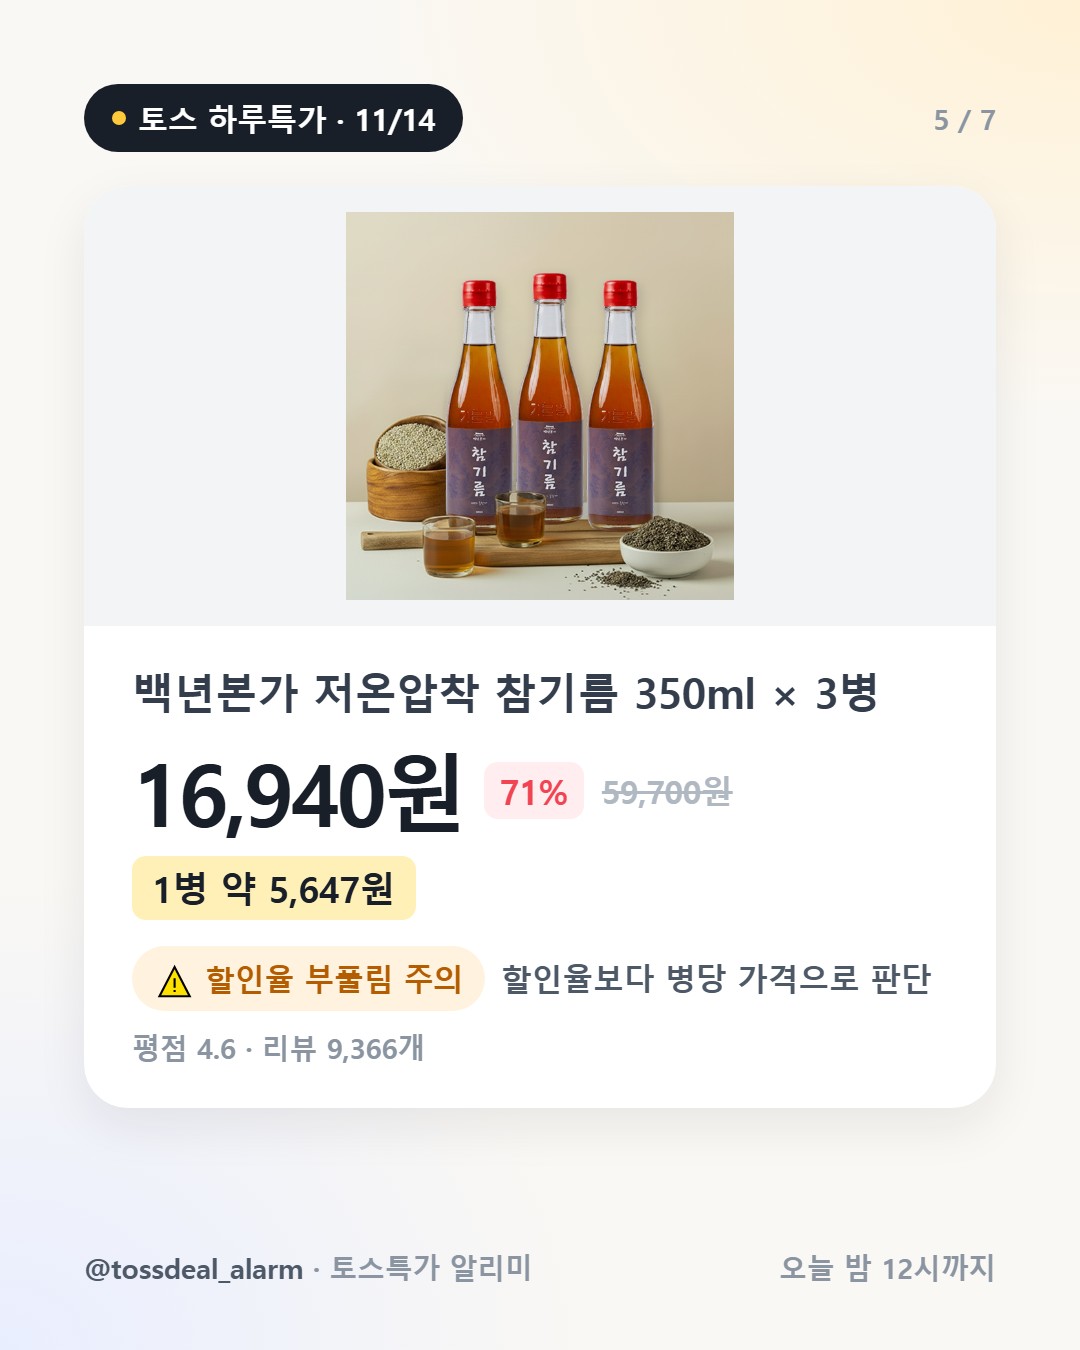 토스 하루특가 · 11/14
5 / 7
참기름
참기름
참기름
백년본가 저온압착 참기름 350ml × 3병
16,940원 71% 59,700원
1병 약 5,647원
할인율 부풀림 주의 할인율보다 병당 가격으로 판단
평점 4.6 · 리뷰 9,366개
@tossdeal_alarm · 토스특가 알리미
오늘 밤 12시까지